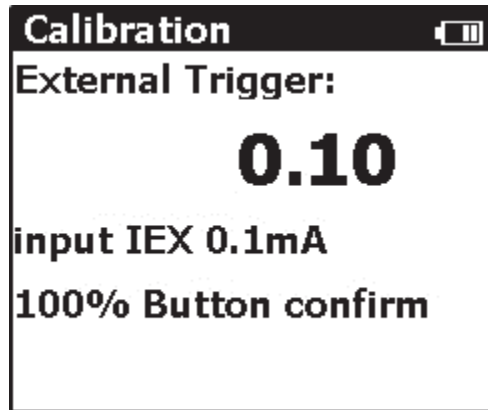 Calibration
External Trigger:
0.10
input IEX 0.1mA
100% Button confirm